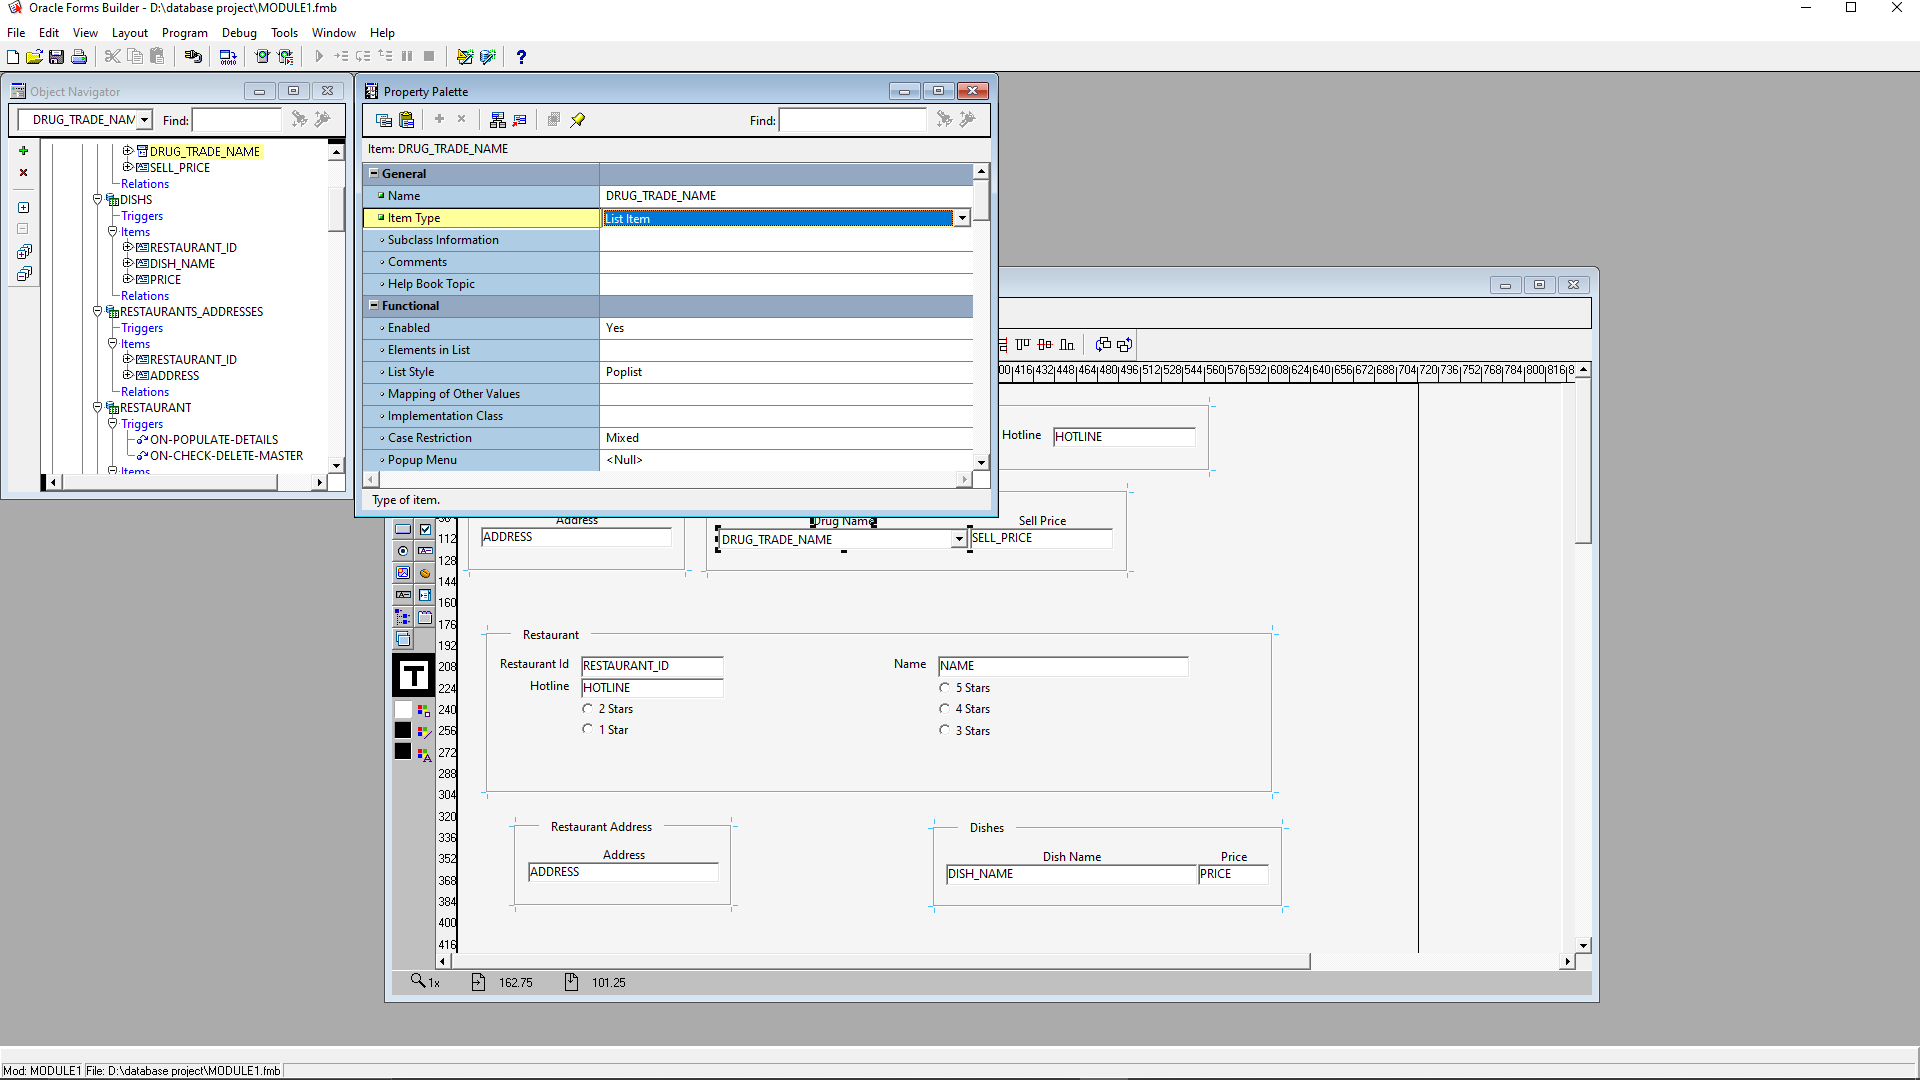 Oracle Forms Builder - D:\database project\MODULE1.fmb
File Edit View Layout Program Debug Tools Window Help
Object Navigator
DRUG_TRADE_NAM
Find:
DRUG_TRADE_NAME
SELL_PRICE
Relations
DISHS
Triggers
Items
RESTAURANT_ID
DISH_NAME
PRICE
Relations
RESTAURANTS_ADDRESSES
Triggers
Items
RESTAURANT_ID
ADDRESS
Relations
RESTAURANT
Triggers
ON-POPULATE-DETAILS
ON-CHECK-DELETE-MASTER
Items
Property Palette
Find:
Item: DRUG_TRADE_NAME
General
Name DRUG_TRADE_NAME
Item Type List Item
Subclass Information
Comments
Help Book Topic
Functional
Enabled Yes
Elements in List
List Style Poplist
Mapping of Other Values
Implementation Class
Case Restriction Mixed
Popup Menu <Null>
Type of item.
00 416 432 448 464 480 496 512 528 544 560 576 592 608 624 640 656 672 688 704 720 736 752 768 784 800 816 8
Hotline HOTLINE
Address
ADDRESS
Drug Name Sell Price
DRUG_TRADE_NAME SELL_PRICE
112
128
144
160
176
192
208
224
240
256
272
288
304
320
336
352
368
384
400
416
Restaurant
Restaurant Id RESTAURANT_ID Name NAME
Hotline HOTLINE 5 Stars
2 Stars 4 Stars
1 Star 3 Stars
Restaurant Address
Address
ADDRESS
Dishes
Dish Name Price
DISH_NAME PRICE
1x 162.75 101.25
Mod: MODULE1 File: D:\database project\MODULE1.fmb